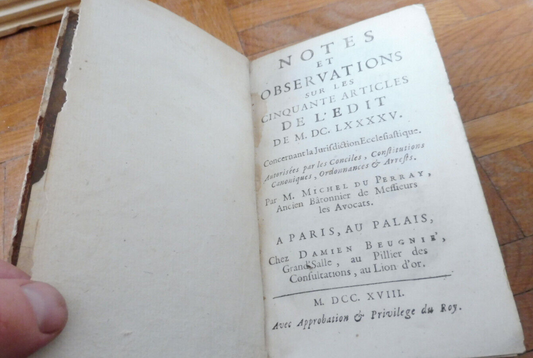 NOTES
ET
OBSERVATIONS
SUR LES
CINQUANTE ARTICLES
DE L'EDIT
DE M. DC. LXXXXV.
Concernant la Jurisdiction Ecclesiastique.
Autorisées par les Conciles, Constitutions
Canoniques, Ordonnances & Arrests.
Par M. MICHEL DU PERRAY,
Ancien Bâtonnier de Messieurs
les Avocats.
A PARIS, AU PALAIS,
Chez DAMIEN BEUGNIE',
Grand'Salle, au Pillier des
Consultations, au Lion d'or.
M. DCC. XVIII.
Avec Approbation & Privilege du Roy.